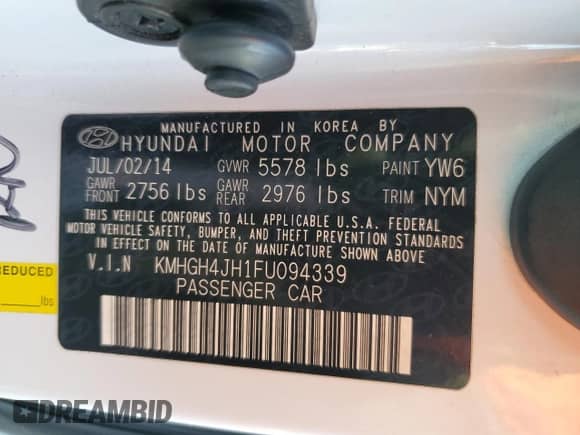 MANUFACTURED IN KOREA BY
HYUNDAI MOTOR COMPANY
JUL/02/14 GVWR 5578 lbs PAINT YW6
GAWR FRONT 2756 lbs GAWR REAR 2976 lbs TRIM NYM
THIS VEHICLE CONFORMS TO ALL APPLICABLE U.S.A. FEDERAL
MOTOR VEHICLE SAFETY, BUMPER, AND THEFT PREVENTION STANDARDS
IN EFFECT ON THE DATE OF MANUFACTURE SHOWN ABOVE
V.I.N KMHGH4JH1FU094339
PASSENGER CAR
REDUCED
lbs
DREAMBID